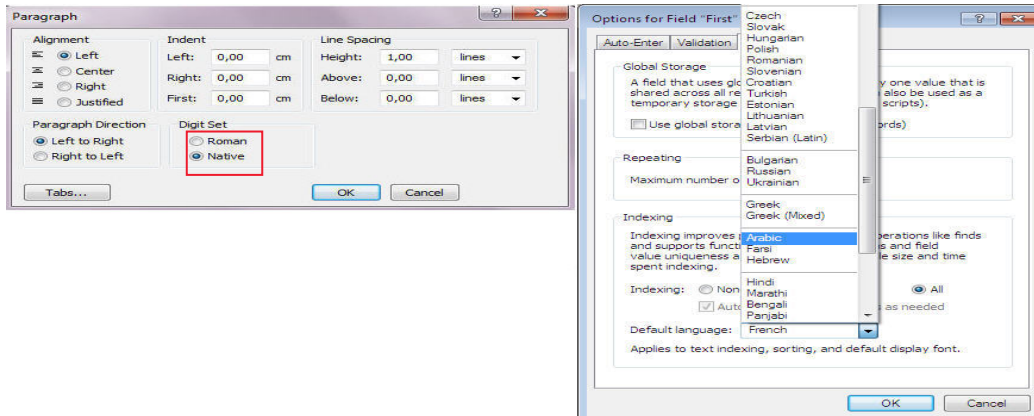 Paragraph
Alignment
Left
Center
Right
Justified
Indent
Left: 0,00 cm
Right: 0,00 cm
First: 0,00 cm
Line Spacing
Height: 1,00 lines
Above: 0,00 lines
Below: 0,00 lines
Paragraph Direction
Left to Right
Right to Left
Digit Set
Roman
Native
Tabs...
OK
Cancel
Options for Field "First"
Auto-Enter
Validation
Global Storage
A field that uses glo y one value that is
shared across all re also be used as a
temporary storage scripts).
Use global stora rds)
Repeating
Maximum number o
Indexing
Indexing improves p perations like finds
and supports functi s and field
value uniqueness a le size and time
spent indexing.
Indexing: Non All
Auto as needed
Default language: French
Applies to text indexing, sorting, and default display font.
OK
Cancel
Czech
Slovak
Hungarian
Polish
Romanian
Slovenian
Croatian
Turkish
Estonian
Lithuanian
Latvian
Serbian (Latin)
Bulgarian
Russian
Ukrainian
Greek
Greek (Mixed)
Arabic
Farsi
Hebrew
Hindi
Marathi
Bengali
Panjabi